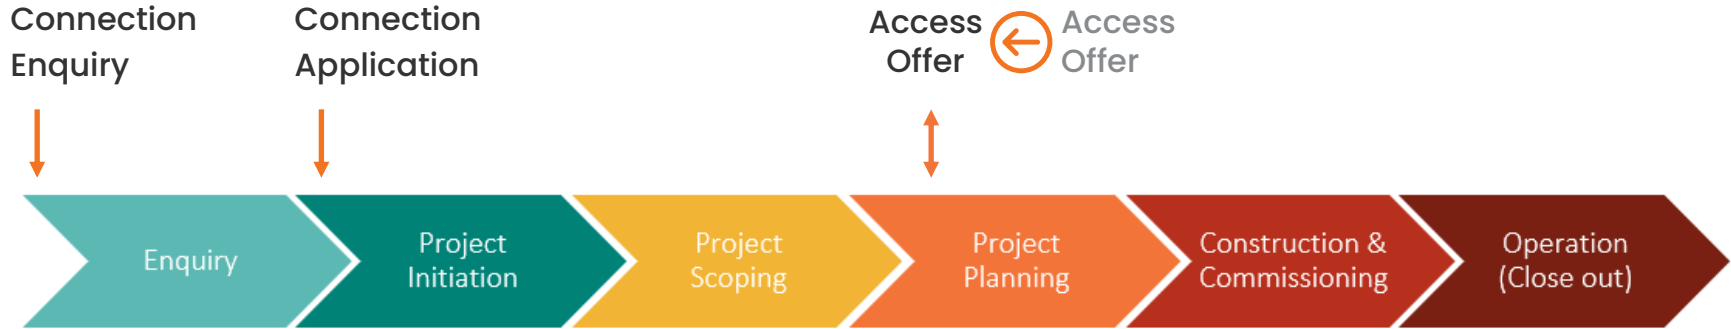 Connection
Enquiry
Connection
Application
Access
Offer
Access
Offer
Enquiry
Project
Initiation
Project
Scoping
Project
Planning
Construction &
Commissioning
Operation
(Close out)